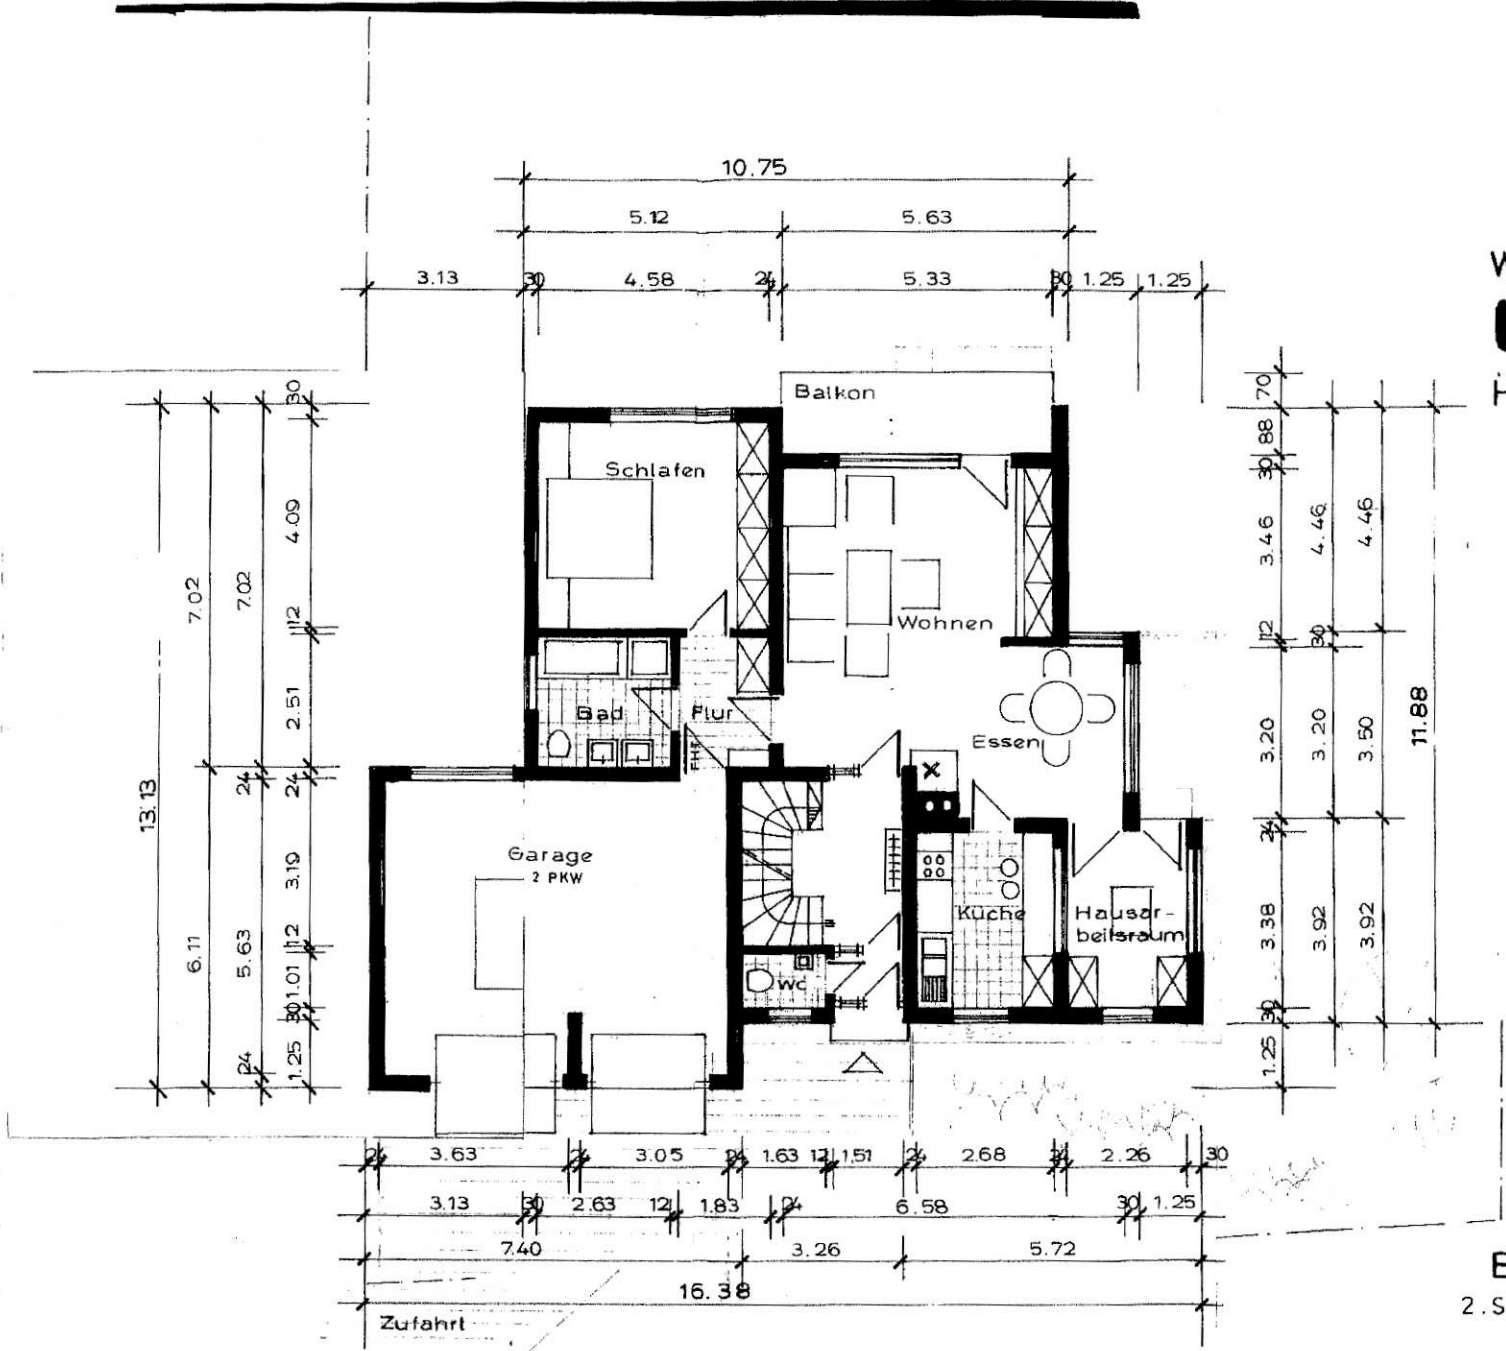 10.75
5.12 5.63
3.13 30 4.58 24 5.33 30 1.25 1.25
W
Balkon
Schlafen
Wohnen
Bad Flur
FHT
Essen
Garage
2 PKW
Küche
Hausar-
beitsraum
Wc
30 4.09 12 2.51 24 3.19 12 1.01 30 1.25
7.02 24 5.63 24
7.02 6.11
13.13
70 88 30 3.46 12 3.20 24 3.38 30 1.25
4.46 30 3.20 3.92
4.46 3.50 3.92
11.88
24 3.63 24 3.05 24 1.63 12 1.51 24 2.68 24 2.26 30
3.13 30 2.63 12 1.83 24 6.58 30 1.25
7.40 3.26 5.72
16.38
Zufahrt
2.S